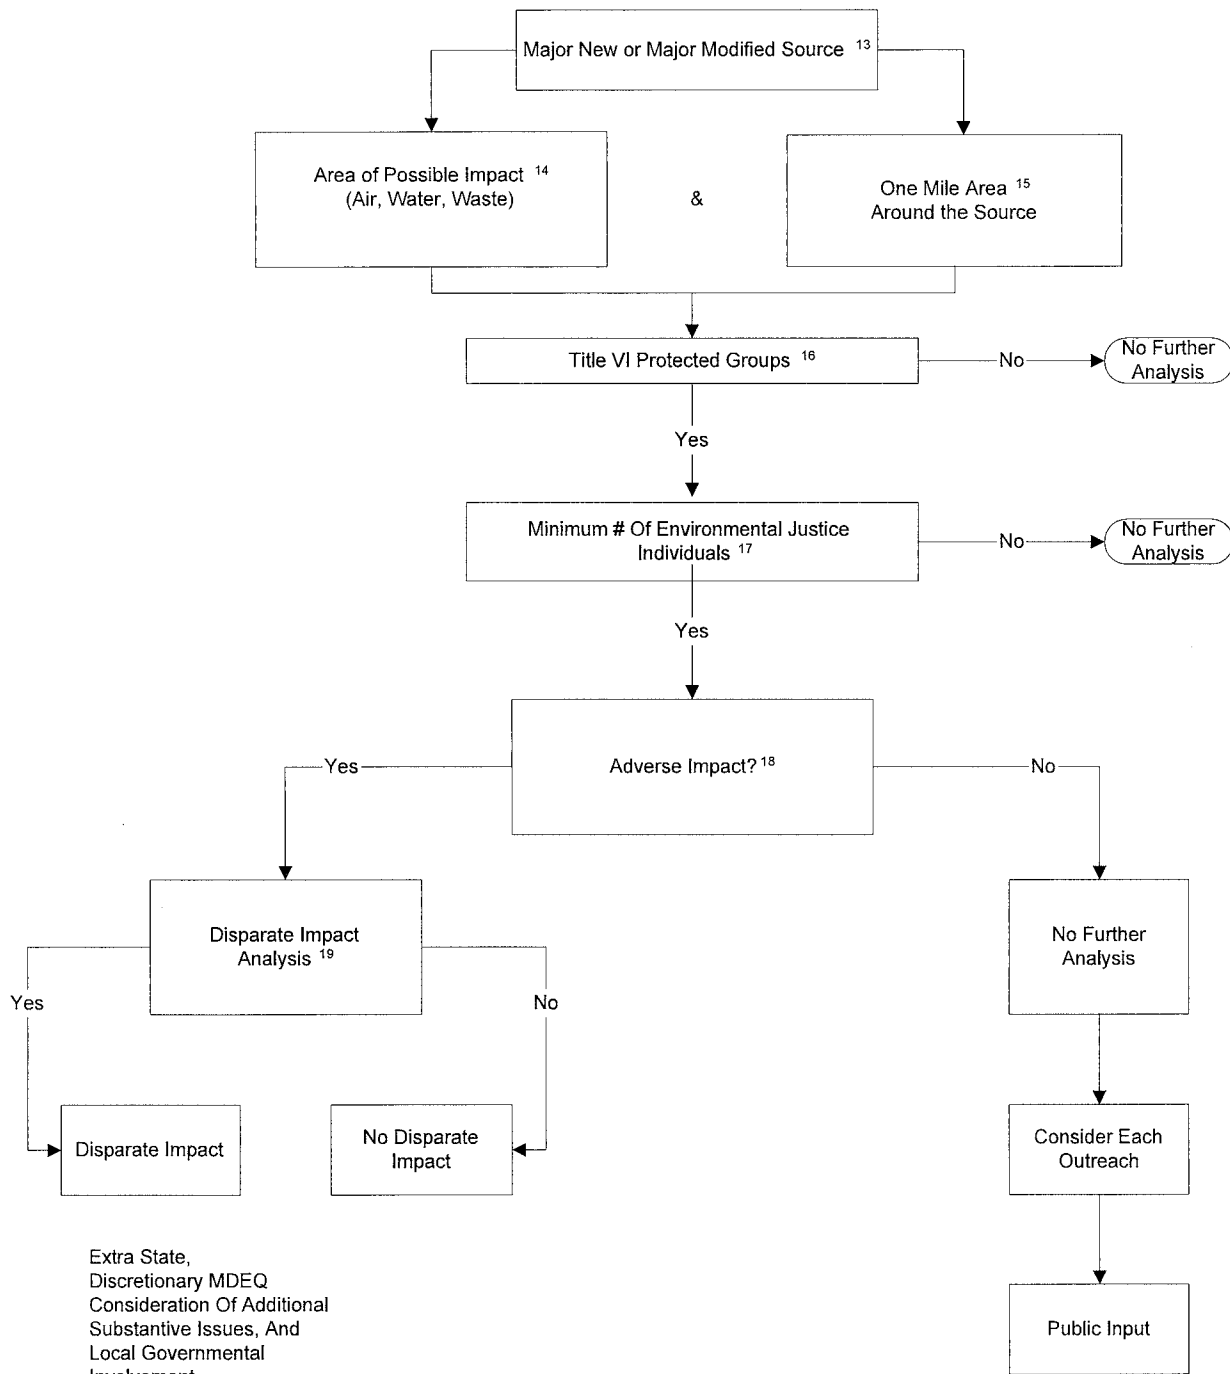 Major New or Major Modified Source 13
Area of Possible Impact 14
(Air, Water, Waste)
&
One Mile Area 15
Around the Source
Title VI Protected Groups 16
No
No Further
Analysis
Yes
Minimum # Of Environmental Justice
Individuals 17
No
No Further
Analysis
Yes
Adverse Impact? 18
Yes
No
Disparate Impact
Analysis 19
No Further
Analysis
Yes
No
Disparate Impact
No Disparate
Impact
Consider Each
Outreach
Extra State,
Discretionary MDEQ
Consideration Of Additional
Substantive Issues, And
Local Governmental
Involvement
Public Input